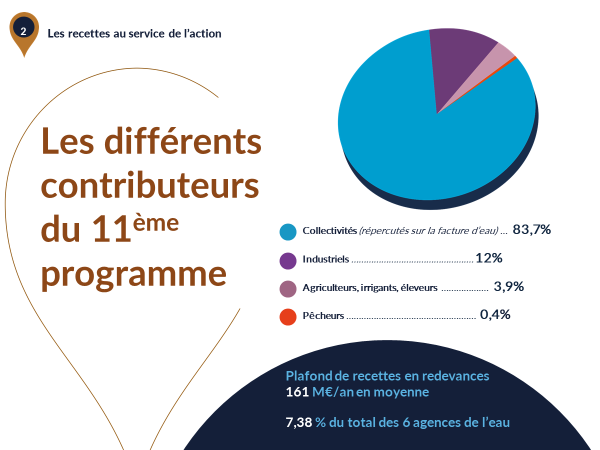 2
Les recettes au service de l'action
Les différents
contributeurs
du 11ème
programme
Collectivités (répercutés sur la facture d'eau) ... 83,7%
Industriels ................................................ 12%
Agriculteurs, irrigants, éleveurs ................... 3,9%
Pêcheurs ................................................... 0,4%
Plafond de recettes en redevances
161 M€/an en moyenne
7,38 % du total des 6 agences de l'eau